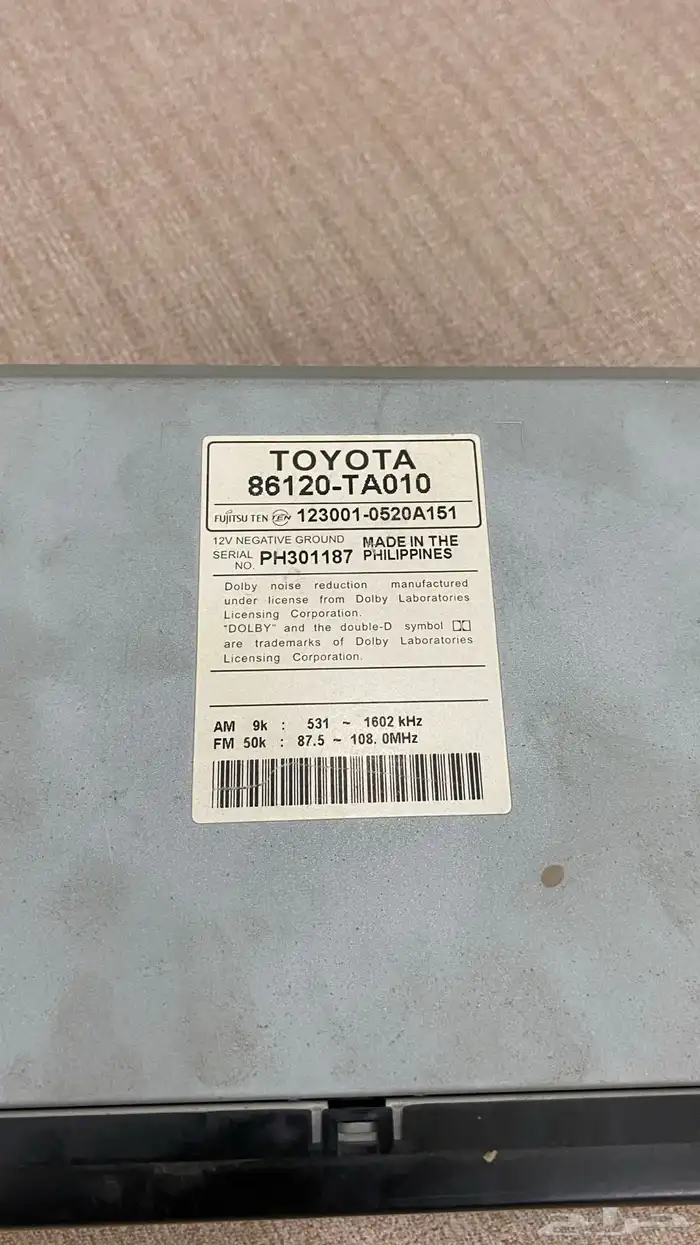 TOYOTA
86120-TA010
FUJITSU TEN TEN 123001-0520A151
12V NEGATIVE GROUND MADE IN THE
SERIAL NO. PH301187 PHILIPPINES
Dolby noise reduction manufactured
under license from Dolby Laboratories
Licensing Corporation.
"DOLBY" and the double-D symbol
are trademarks of Dolby Laboratories
Licensing Corporation.
AM 9k : 531 ~ 1602 kHz
FM 50k : 87.5 ~ 108. 0MHz
حراج